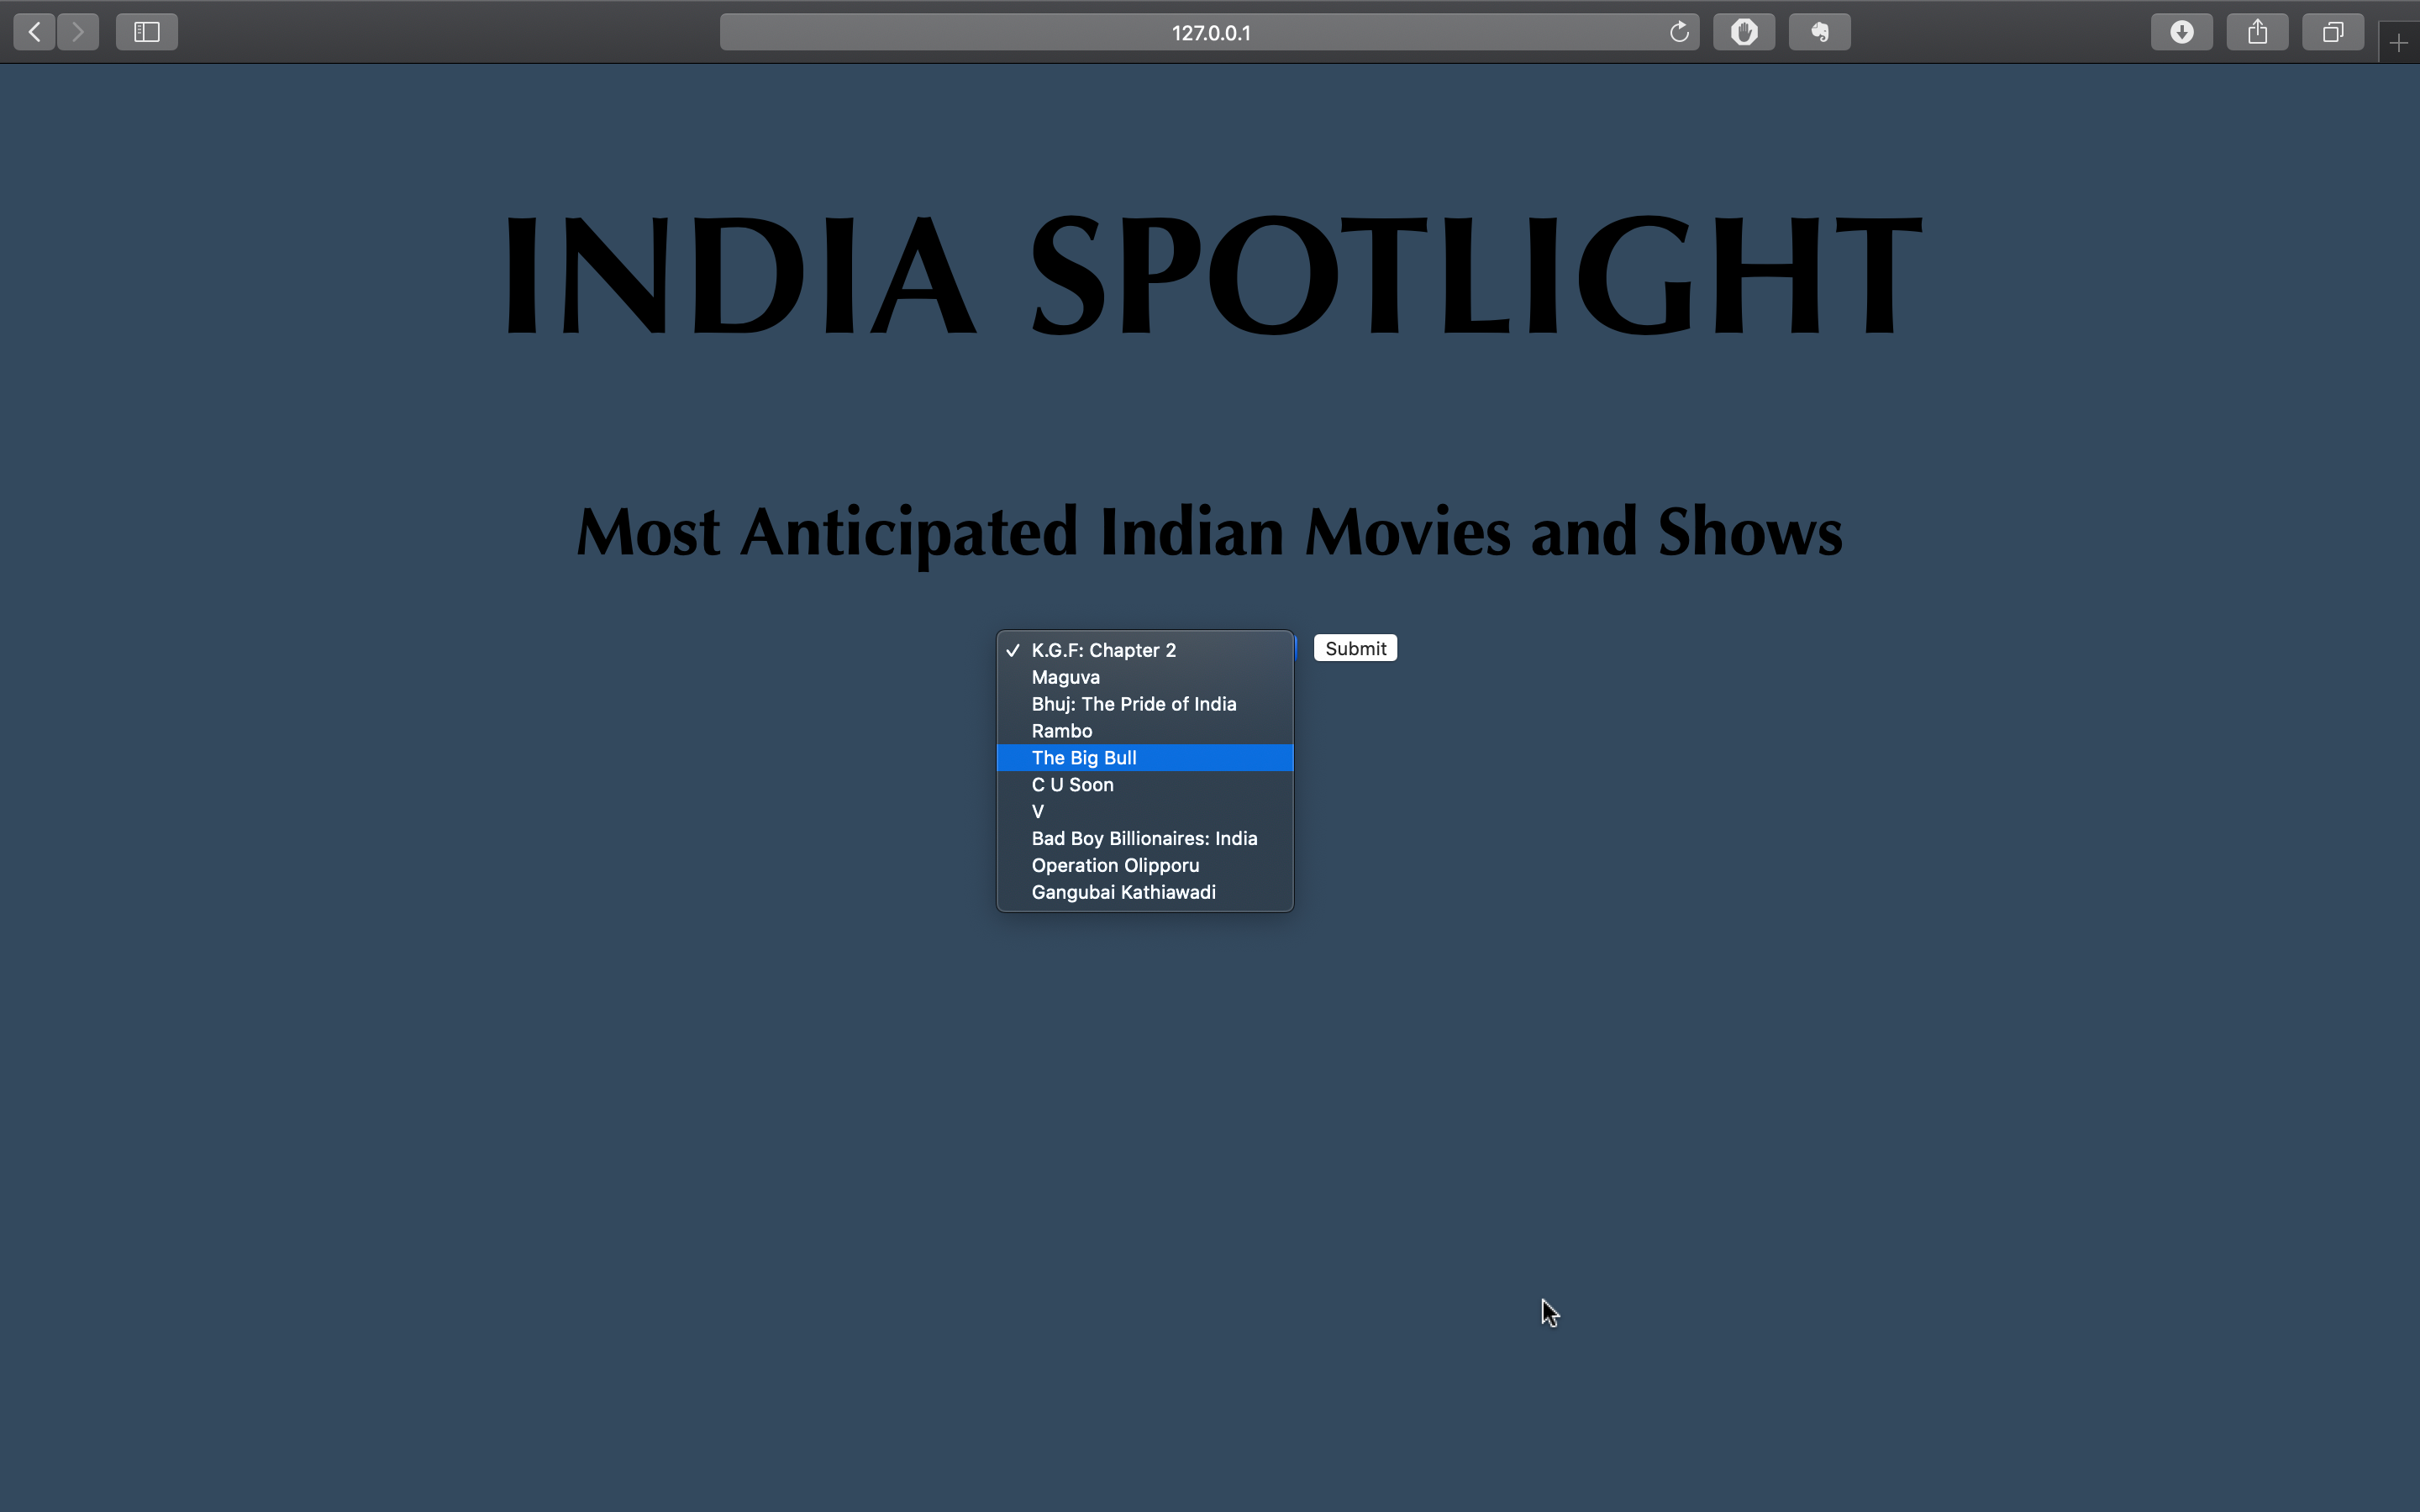 127.0.0.1
INDIA SPOTLIGHT
Most Anticipated Indian Movies and Shows
✓ K.G.F: Chapter 2
Submit
Maguva
Bhuj: The Pride of India
Rambo
The Big Bull
C U Soon
V
Bad Boy Billionaires: India
Operation Olipporu
Gangubai Kathiawadi